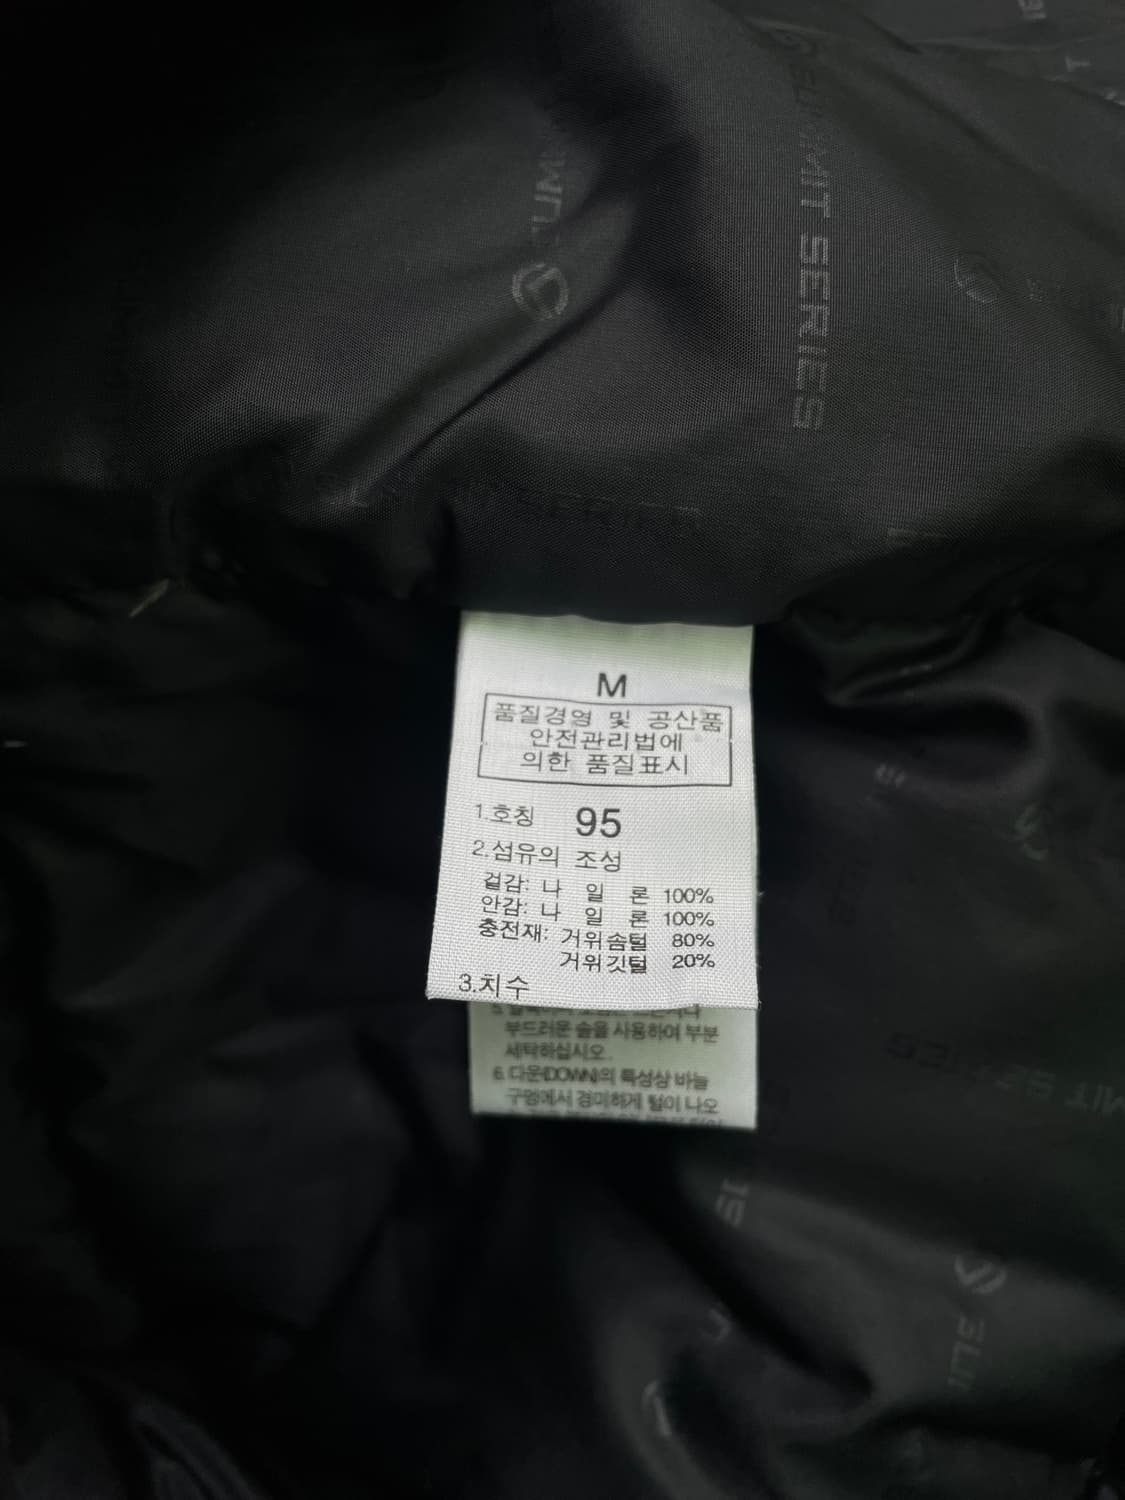 SUMMIT SERIES
M
품질경영 및 공산품
안전관리법에
의한 품질표시
1.호칭 95
2.섬유의 조성
겉감: 나 일 론 100%
안감: 나 일 론 100%
충전재: 거위솜털 80%
거위깃털 20%
3.치수
부드러운 솔을 사용하여 부분
세탁하십시오.
6. 다운(DOWN)의 특성상 바늘
구멍에서 경미하게 털이 나오